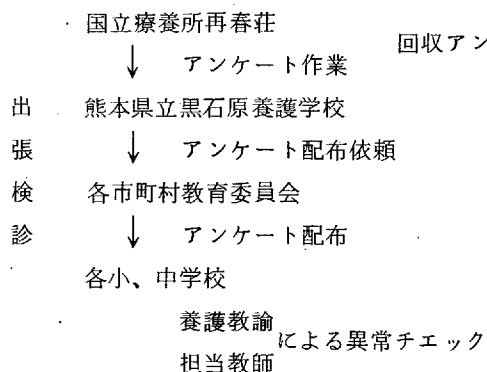 国立療養所再春荘
回収アン
↓ アンケート作業
熊本県立黒石原養護学校
↓ アンケート配布依頼
各市町村教育委員会
↓ アンケート配布
各小、中学校
養護教諭
担当教師
による異常チェック
出張検診